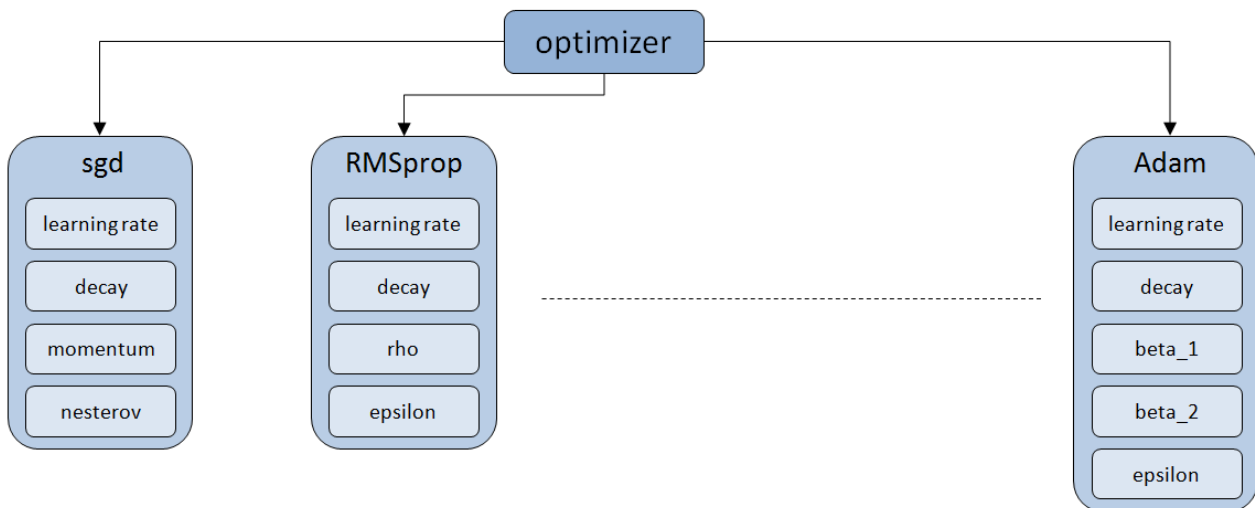 optimizer
sgd
learning rate
decay
momentum
nesterov
RMSprop
learning rate
decay
rho
epsilon
Adam
learning rate
decay
beta_1
beta_2
epsilon